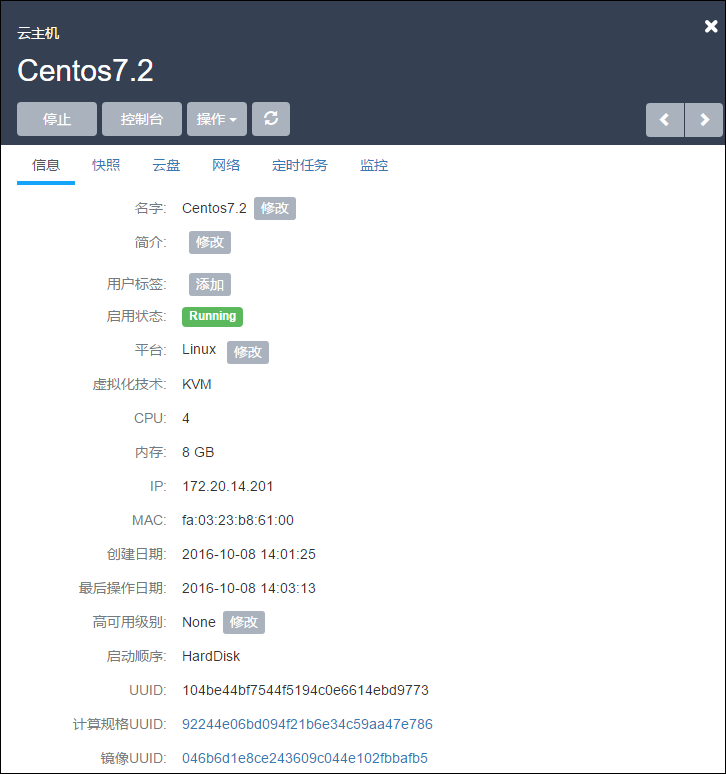 云主机
Centos7.2
停止 控制台 操作
信息 快照 云盘 网络 定时任务 监控
名字: Centos7.2 修改
简介: 修改
用户标签: 添加
启用状态: Running
平台: Linux 修改
虚拟化技术: KVM
CPU: 4
内存: 8 GB
IP: 172.20.14.201
MAC: fa:03:23:b8:61:00
创建日期: 2016-10-08 14:01:25
最后操作日期: 2016-10-08 14:03:13
高可用级别: None 修改
启动顺序: HardDisk
UUID: 104be44bf7544f5194c0e6614ebd9773
计算规格UUID: 92244e06bd094f21b6e34c59aa47e786
镜像UUID: 046b6d1e8ce243609c044e102fbbafb5